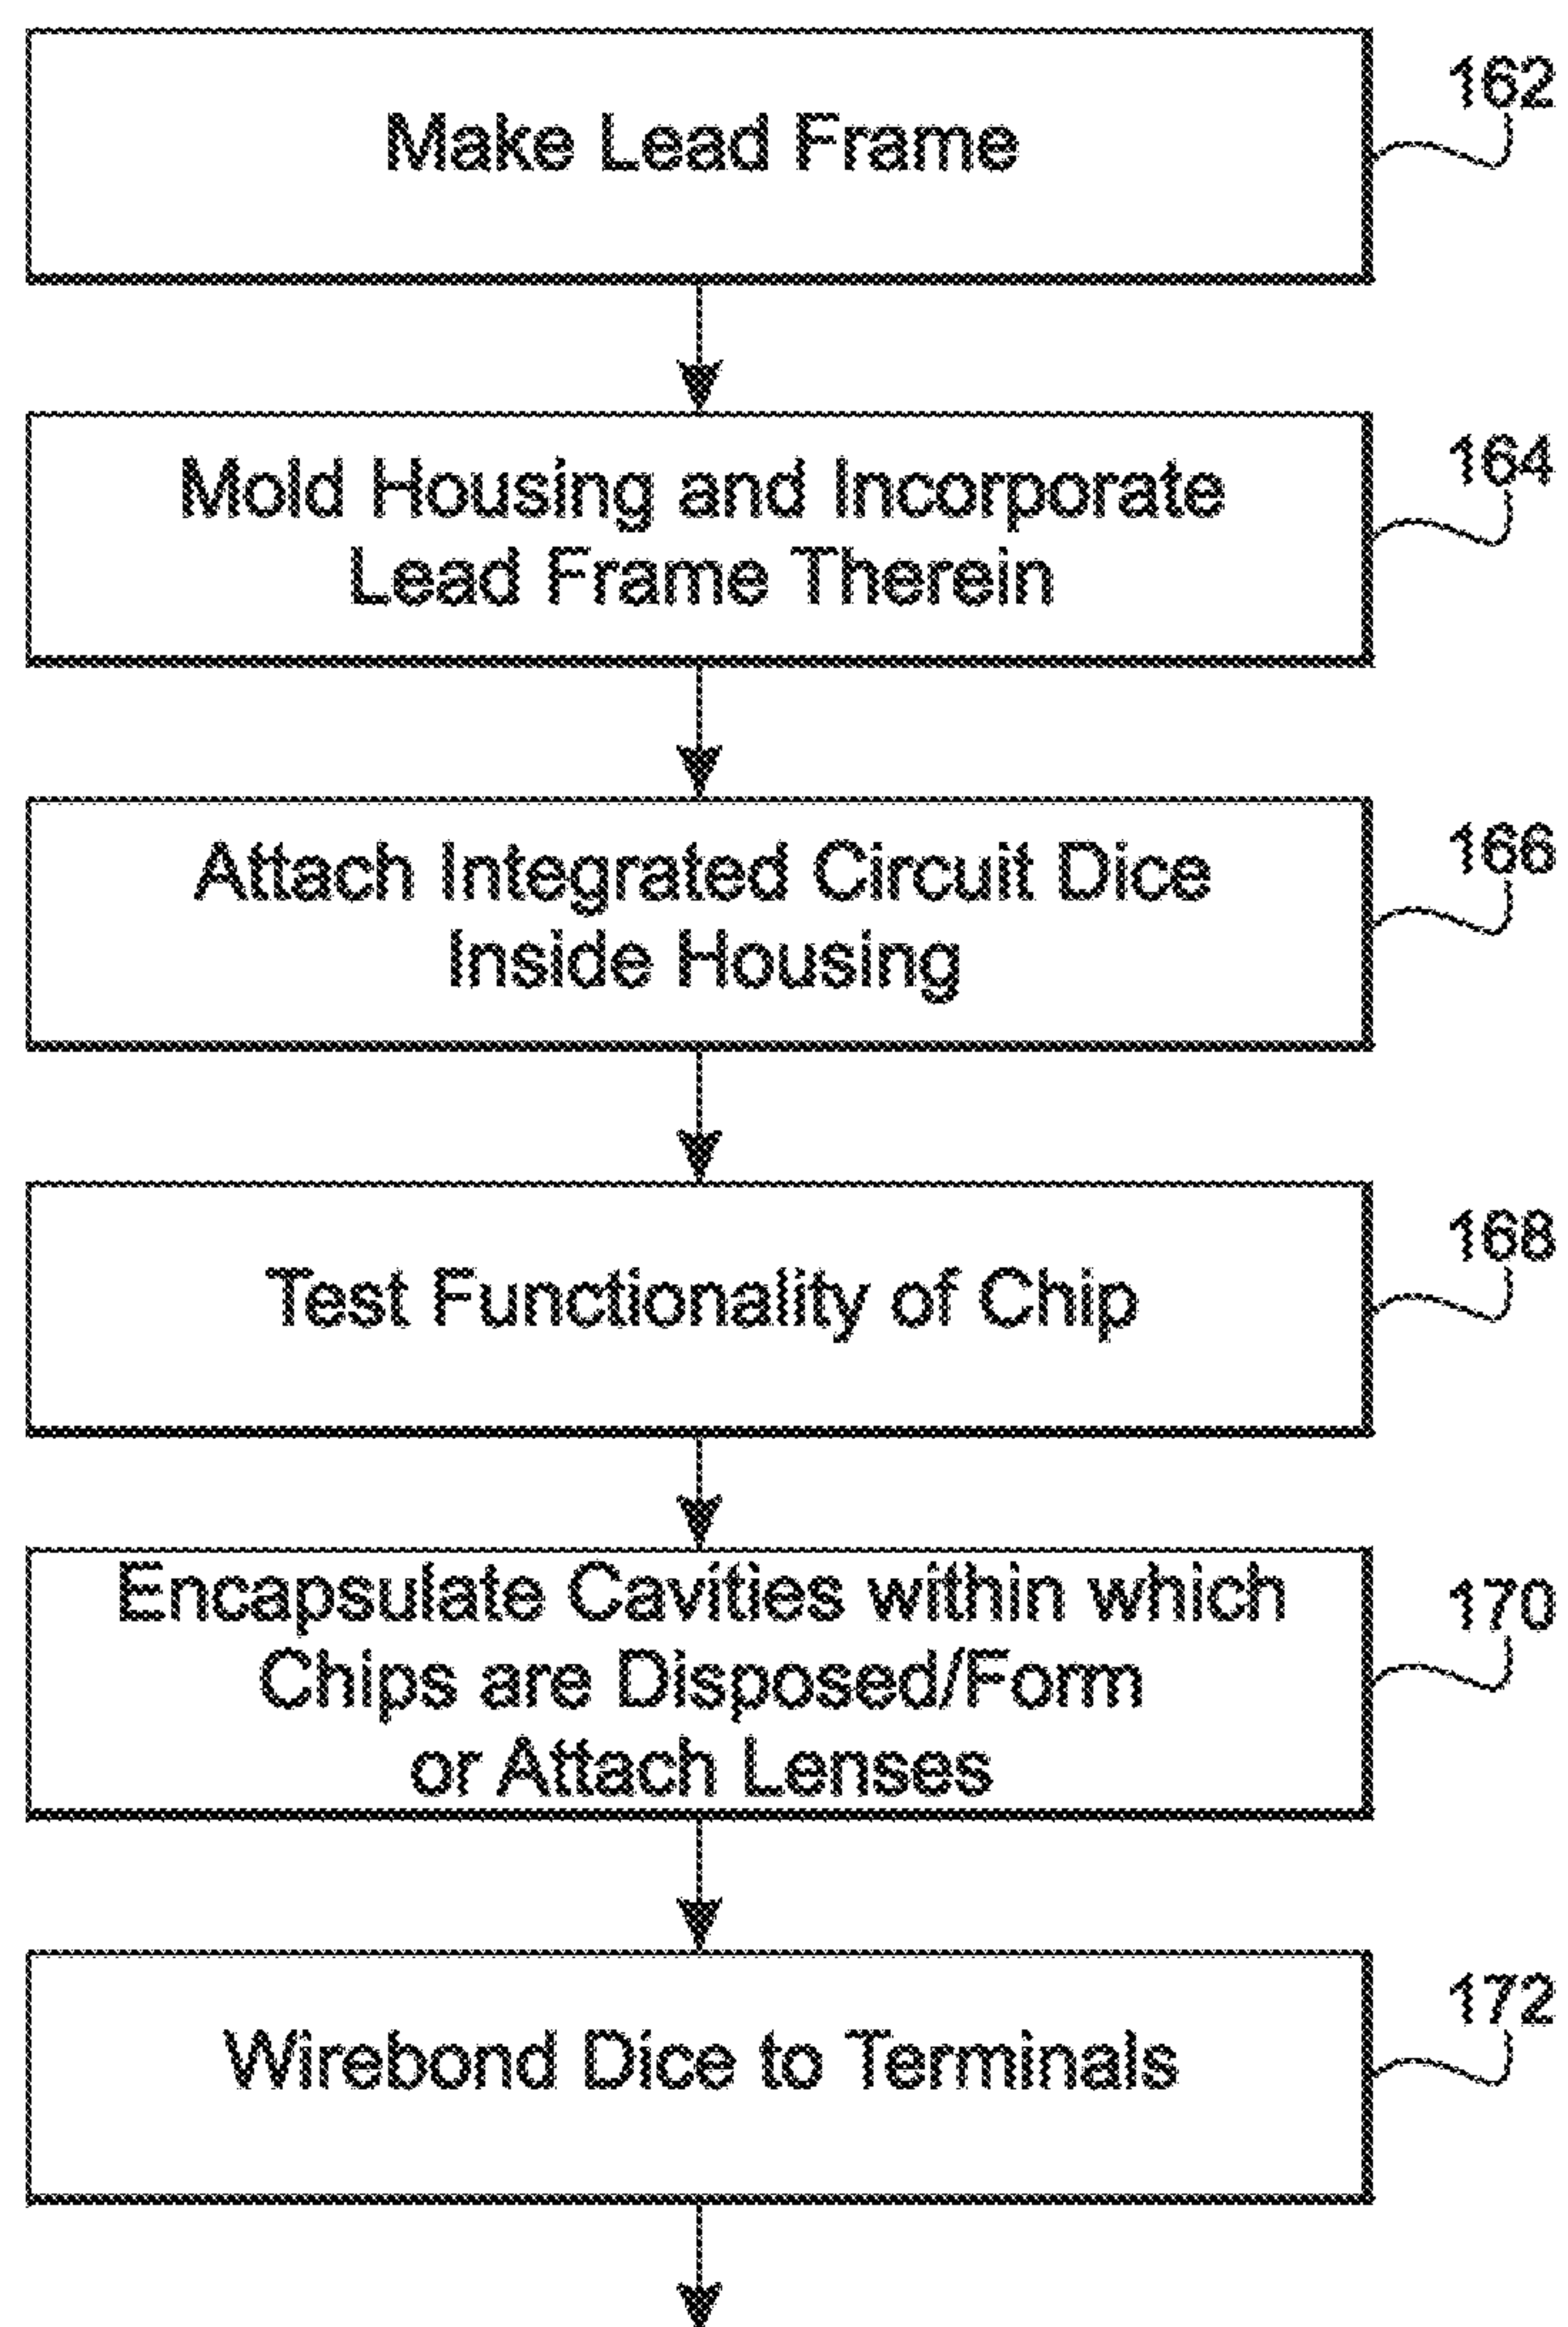 Make Lead Frame
162
Mold Housing and Incorporate
Lead Frame Therein
164
Attach Integrated Circuit Dice
Inside Housing
166
Test Functionality of Chip
168
Encapsulate Cavities within which
Chips are Disposed/Form
or Attach Lenses
170
Wirebond Dice to Terminals
172